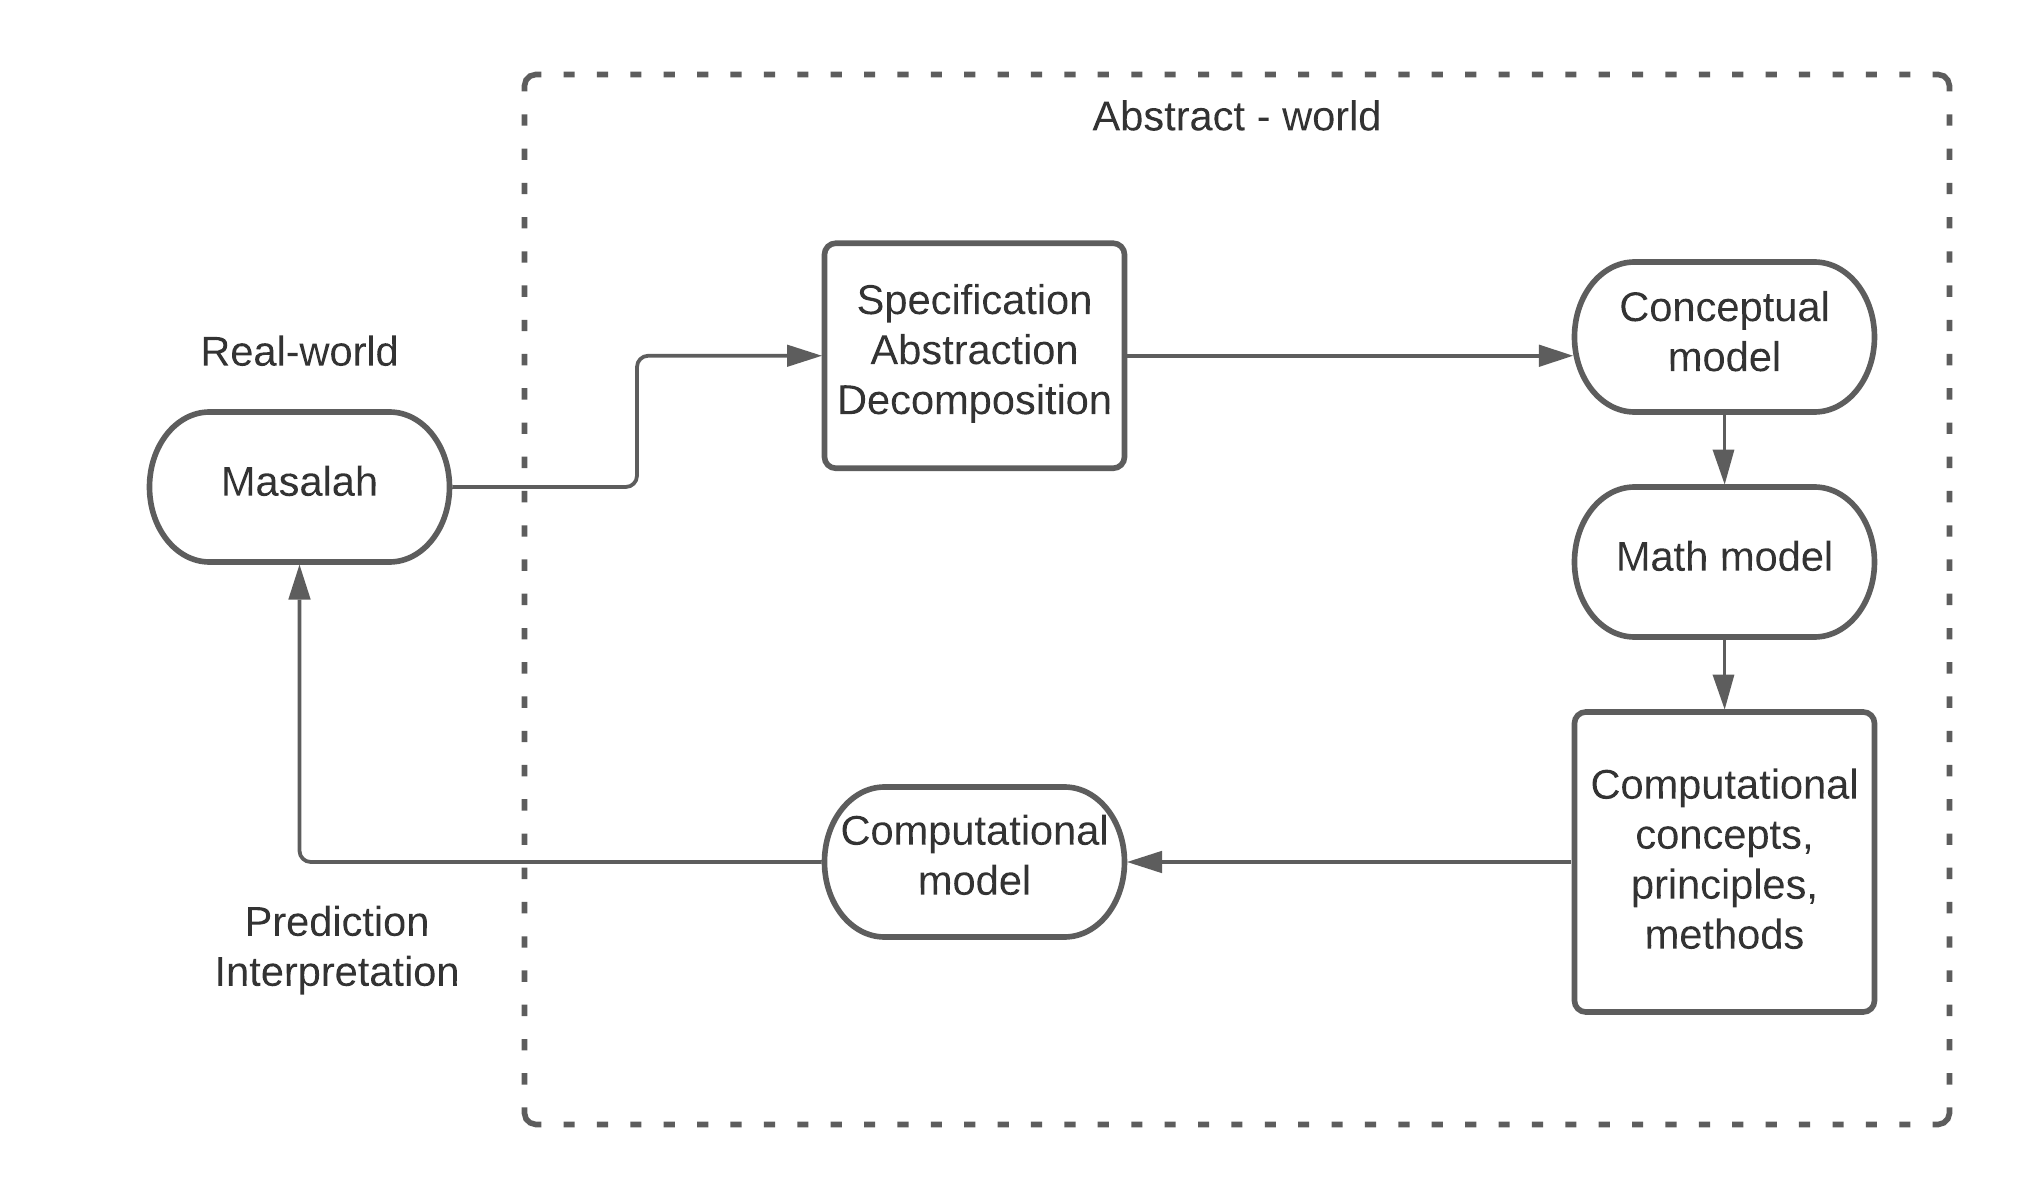 Abstract - world
Real-world
Masalah
Specification
Abstraction
Decomposition
Conceptual
model
Math model
Computational
concepts,
principles,
methods
Computational
model
Prediction
Interpretation